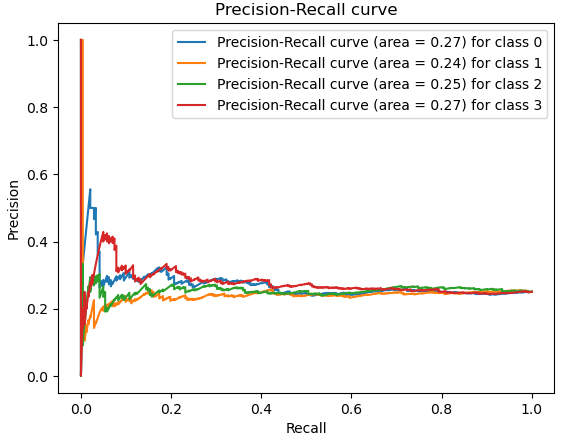 Precision-Recall curve
1.0
0.8
0.6
0.4
0.2
0.0
Precision
Precision-Recall curve (area = 0.27) for class 0
Precision-Recall curve (area = 0.24) for class 1
Precision-Recall curve (area = 0.25) for class 2
Precision-Recall curve (area = 0.27) for class 3
0.0 0.2 0.4 0.6 0.8 1.0
Recall